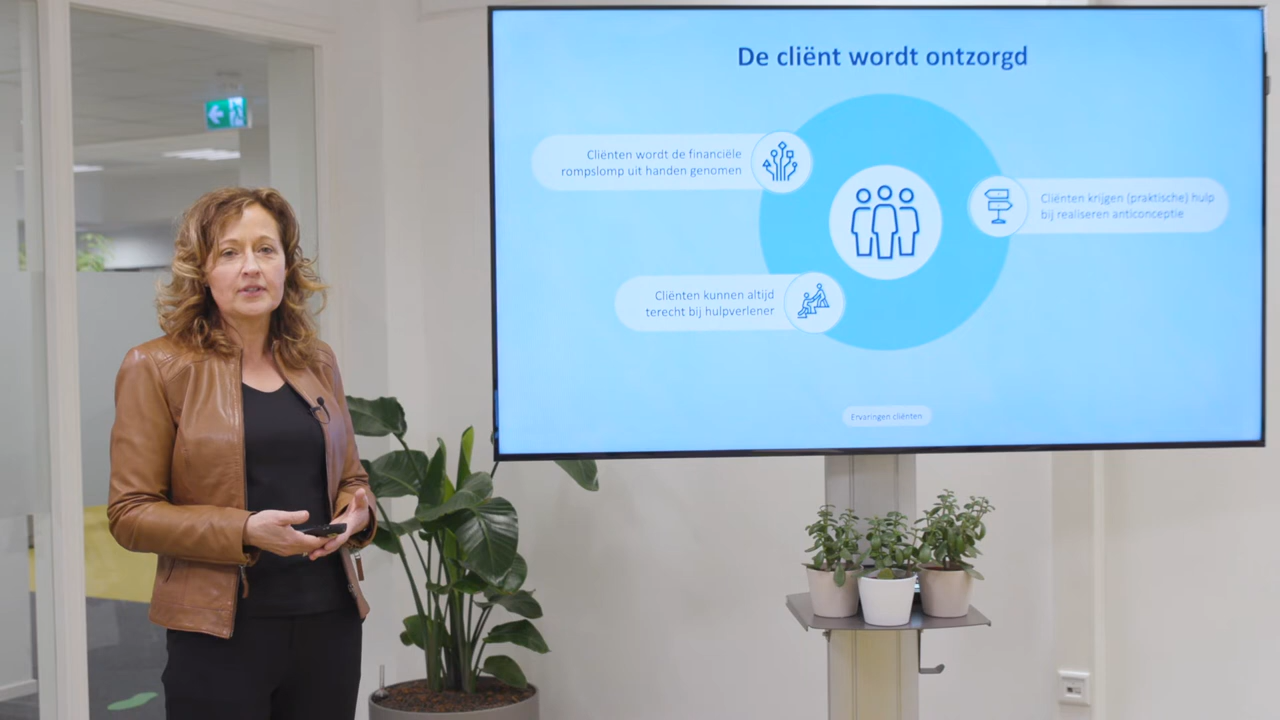 De cliënt wordt ontzorgd
Cliënten wordt de financiële
rompslomp uit handen genomen
Cliënten krijgen (praktische) hulp
bij realiseren anticonceptie
Cliënten kunnen altijd
terecht bij hulpverlener
Ervaringen cliënten